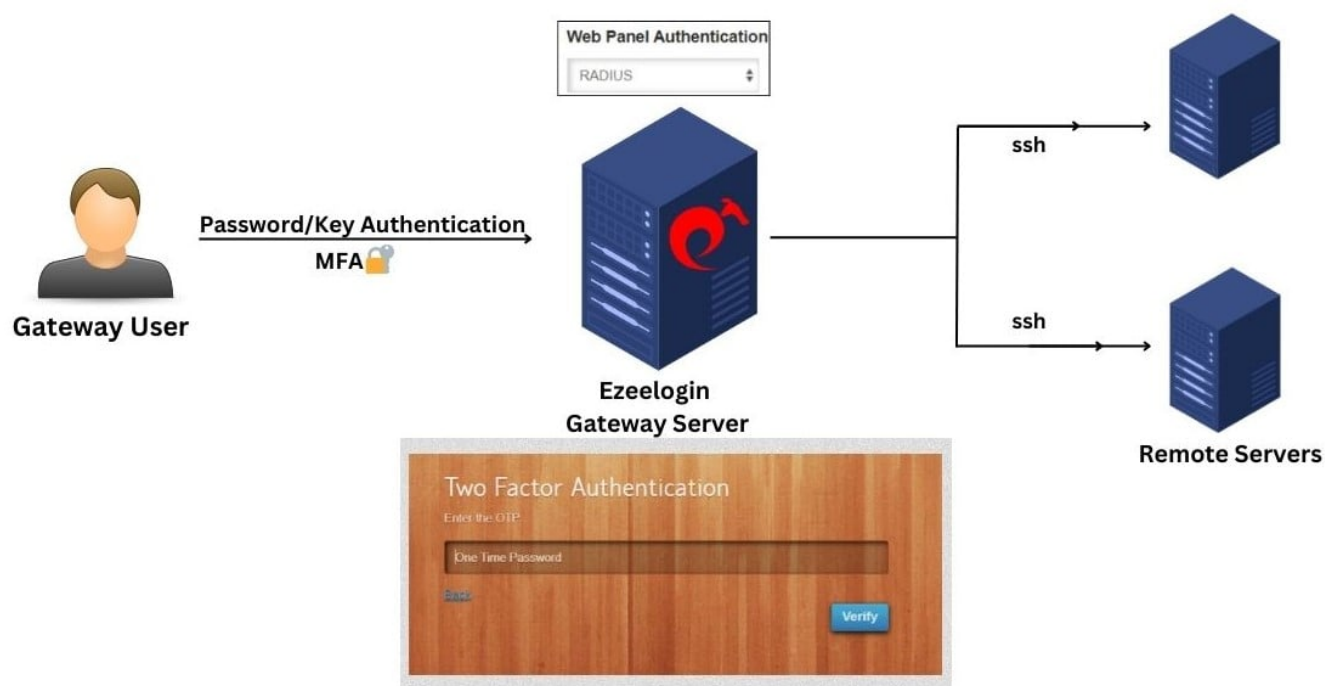 Web Panel Authentication
RADIUS
ssh
Password/Key Authentication
MFA
Gateway User
ssh
Ezeelogin
Gateway Server
Remote Servers
Two Factor Authentication
Enter the OTP
One Time Password
Back
Verify